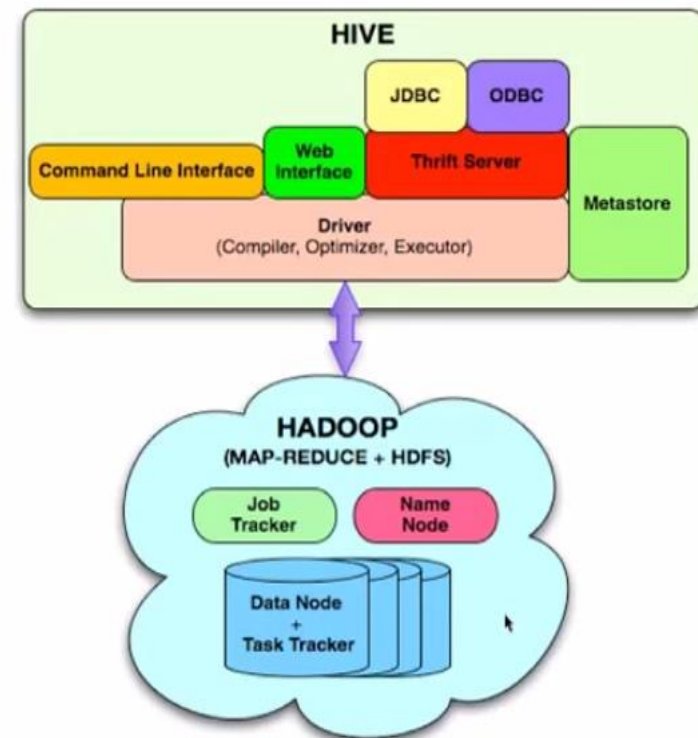 HIVE
JDBC
ODBC
Command Line Interface
Web
Interface
Thrift Server
Metastore
Driver
(Compiler, Optimizer, Executor)
HADOOP
(MAP-REDUCE + HDFS)
Job
Tracker
Name
Node
Data Node
+
Task Tracker